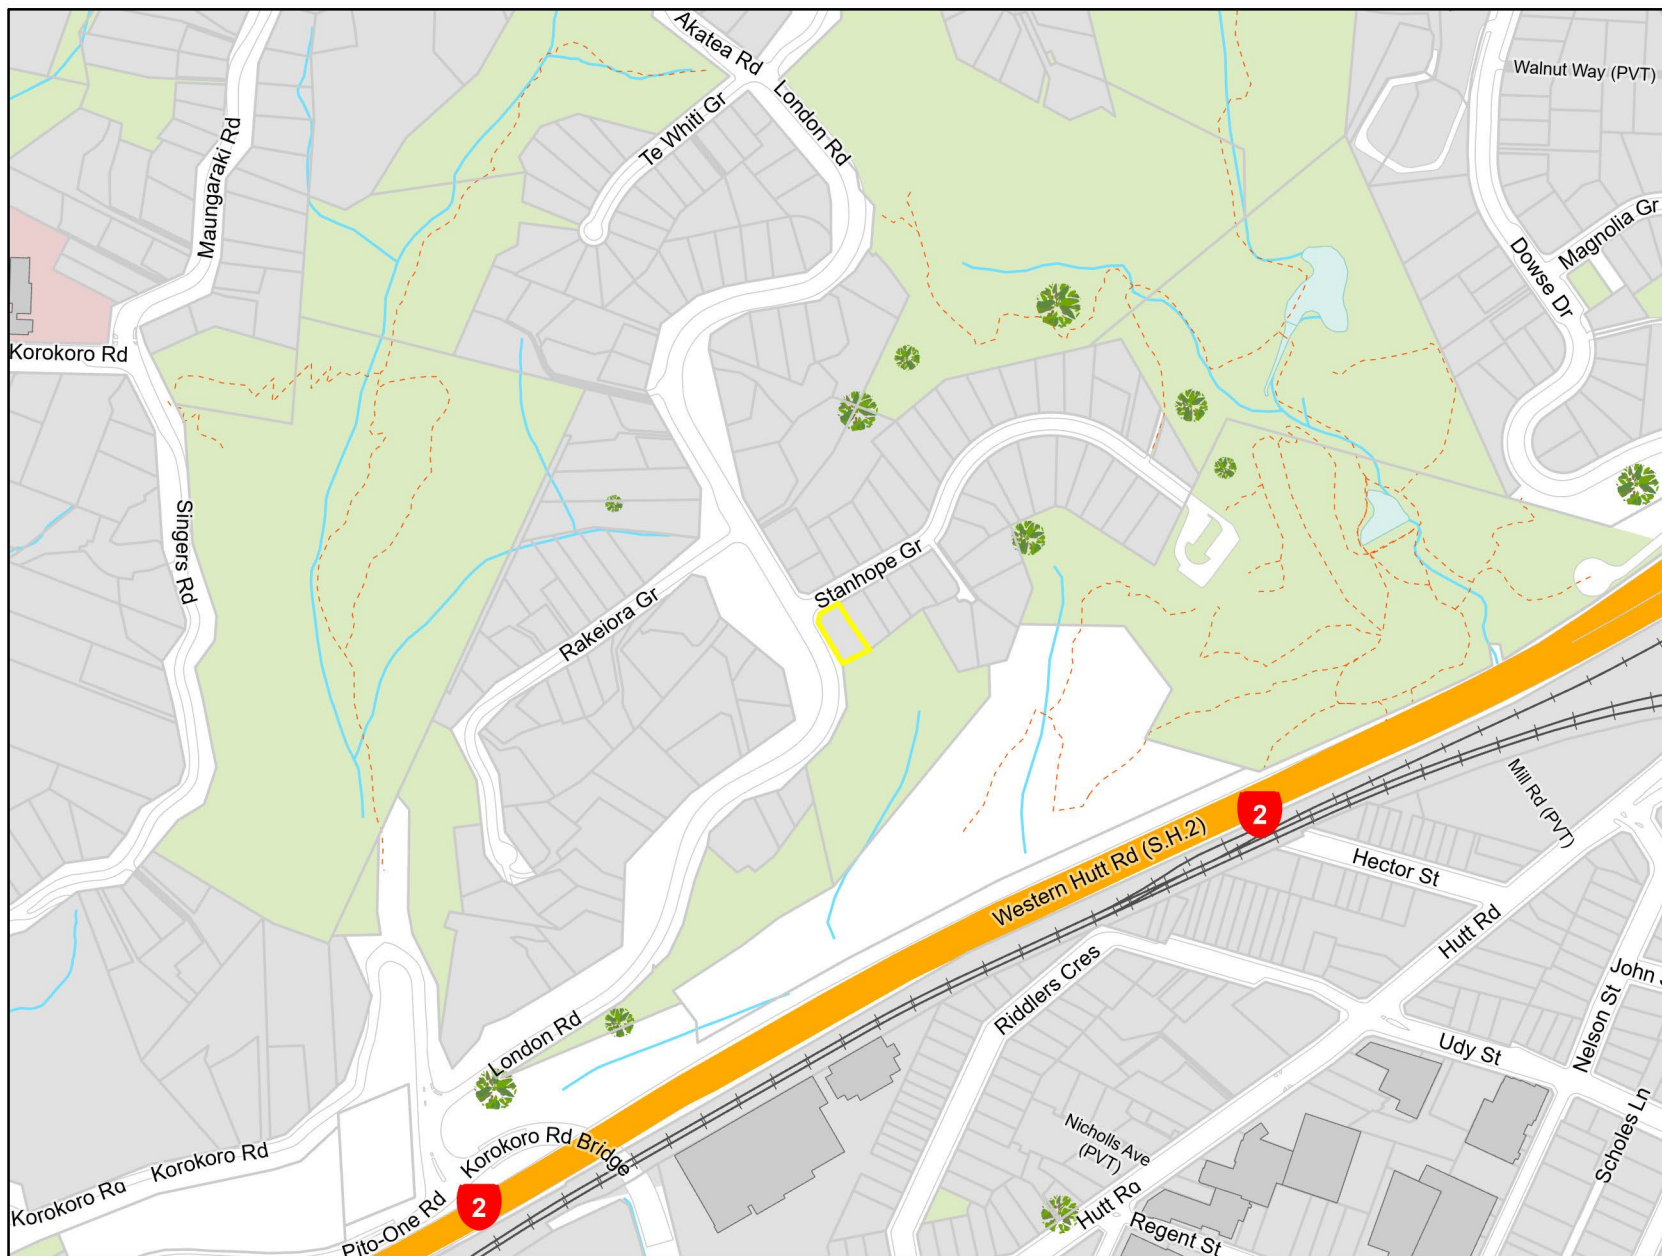 Akatea Rd
London Rd
Te Whiti Gr
Walnut Way (PVT)
Maungaraki Rd
Magnolia Gr
Dowse Dr
Korokoro Rd
Singers Rd
Stanhope Gr
Rakeiora Gr
Mill Rd (PVT)
2
Western Hutt Rd (S.H.2)
Hector St
Hutt Rd
Riddlers Cres
John S
Nelson St
London Rd
Udy St
Scholes Ln
Korokoro Rd Bridge
Nicholls Ave
(PVT)
Korokoro Rd
Korokoro Rd
2
Pito-One Rd
Hutt Rd
Regent St